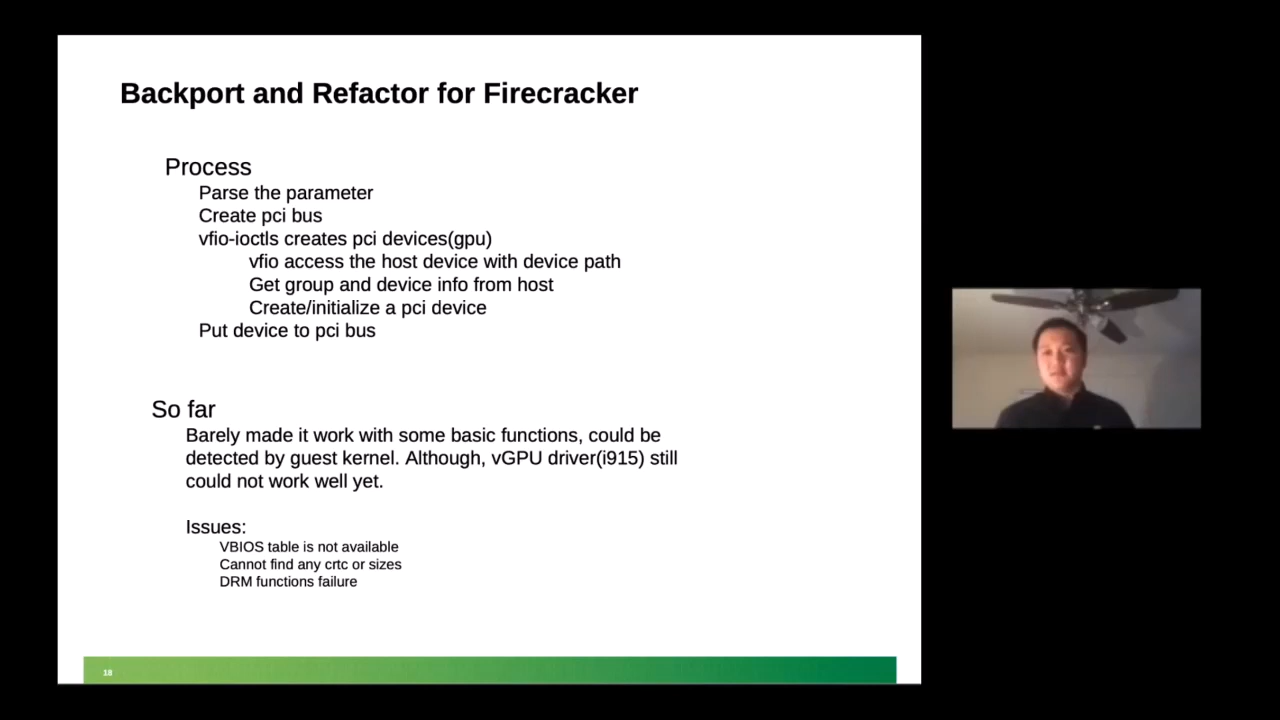 Backport and Refactor for Firecracker
Process
Parse the parameter
Create pci bus
vfio-ioctls creates pci devices(gpu)
vfio access the host device with device path
Get group and device info from host
Create/initialize a pci device
Put device to pci bus
So far
Barely made it work with some basic functions, could be
detected by guest kernel. Although, vGPU driver(i915) still
could not work well yet.
Issues:
VBIOS table is not available
Cannot find any crtc or sizes
DRM functions failure
18